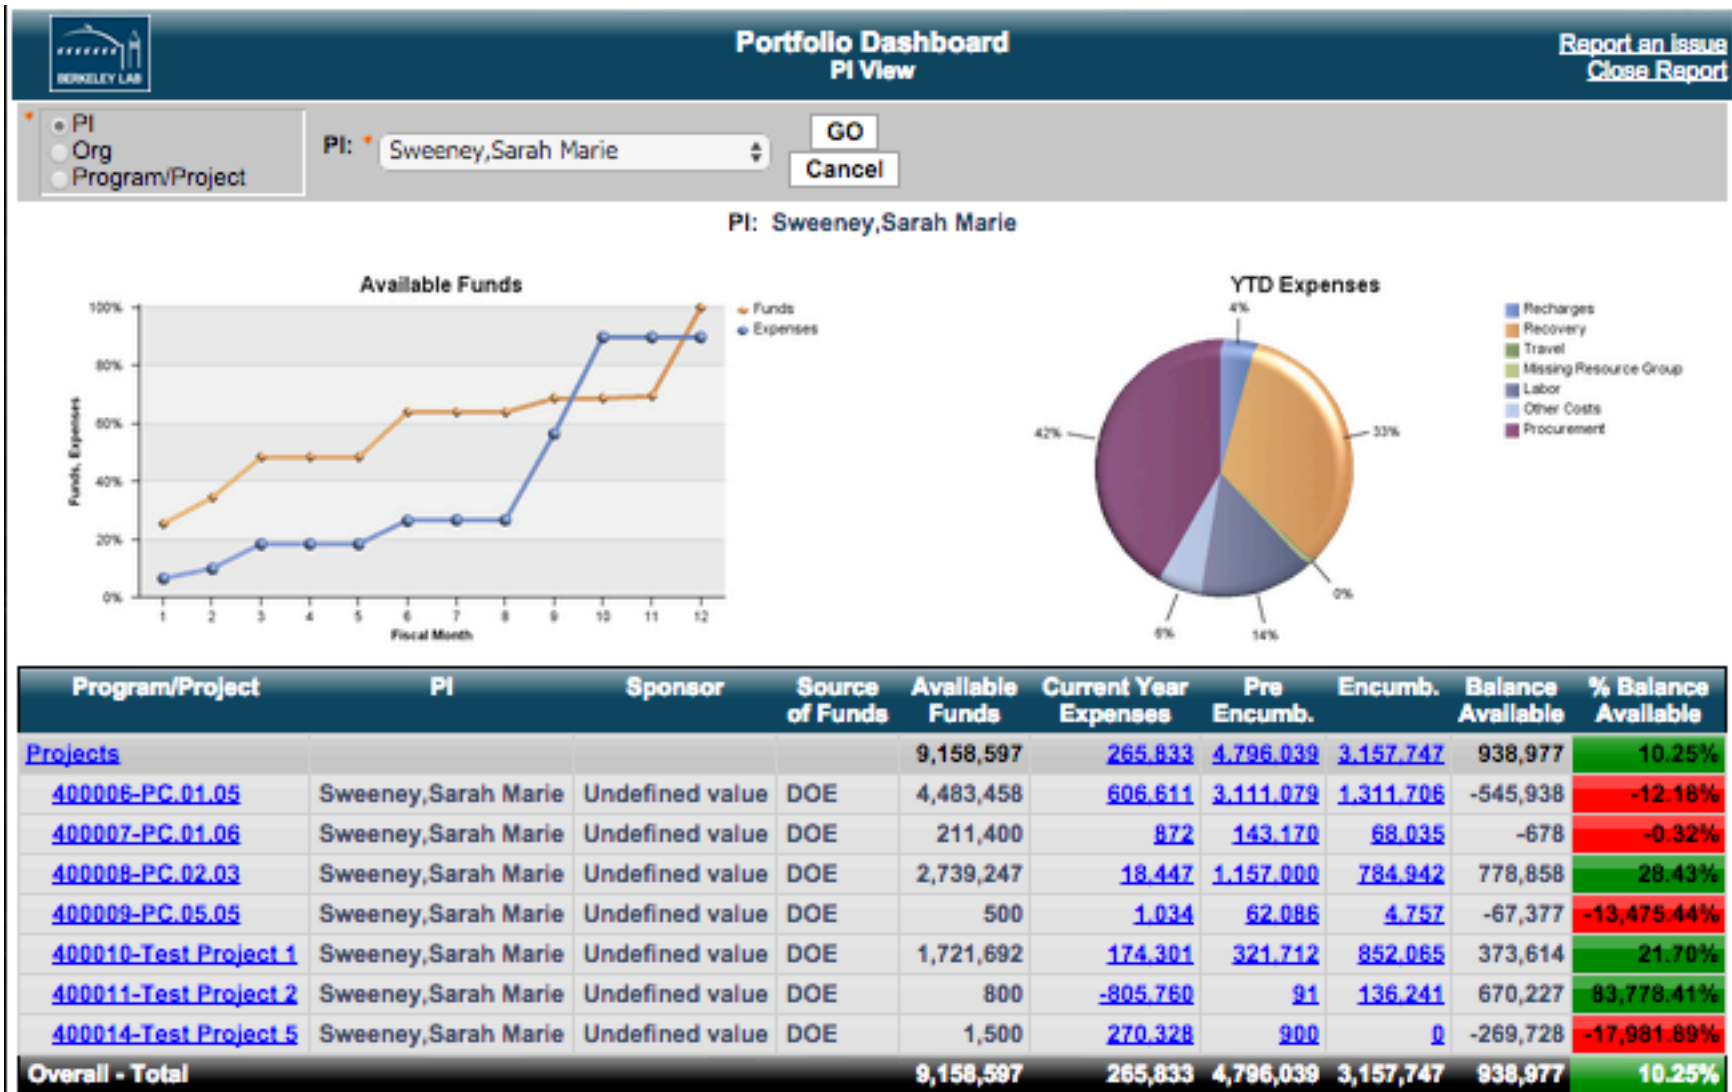 BERKELEY LAB
Portfolio Dashboard
PI View
Report an issue
Close Report
* PI
Org
Program/Project
PI: * Sweeney,Sarah Marie
GO
Cancel
PI: Sweeney,Sarah Marie
Available Funds
100%
80%
60%
40%
20%
0%
Funds, Expenses
1 2 3 4 5 6 7 8 9 10 11 12
Fiscal Month
Funds
Expenses
YTD Expenses
4%
33%
0%
14%
6%
42%
Recharges
Recovery
Travel
Missing Resource Group
Labor
Other Costs
Procurement
Program/Project PI Sponsor Source of Funds Available Funds Current Year Expenses Pre Encumb. Encumb. Balance Available % Balance Available
Projects 9,158,597 265,833 4,796,039 3,157,747 938,977 10.25%
400006-PC.01.05 Sweeney,Sarah Marie Undefined value DOE 4,483,458 606,611 3,111,079 1,311,706 -545,938 -12.18%
400007-PC.01.06 Sweeney,Sarah Marie Undefined value DOE 211,400 872 143,170 68,035 -678 -0.32%
400008-PC.02.03 Sweeney,Sarah Marie Undefined value DOE 2,739,247 18,447 1,157,000 784,942 778,858 28.43%
400009-PC.05.05 Sweeney,Sarah Marie Undefined value DOE 500 1,034 62,086 4,757 -67,377 -13,475.44%
400010-Test Project 1 Sweeney,Sarah Marie Undefined value DOE 1,721,692 174,301 321,712 852,065 373,614 21.70%
400011-Test Project 2 Sweeney,Sarah Marie Undefined value DOE 800 -805,760 91 136,241 670,227 83,778.41%
400014-Test Project 5 Sweeney,Sarah Marie Undefined value DOE 1,500 270,328 900 0 -269,728 -17,981.89%
Overall - Total 9,158,597 265,833 4,796,039 3,157,747 938,977 10.25%